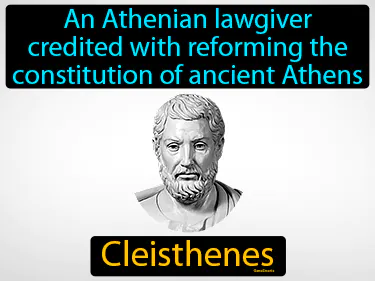 An Athenian lawgiver
credited with reforming the
constitution of ancient Athens
Cleisthenes